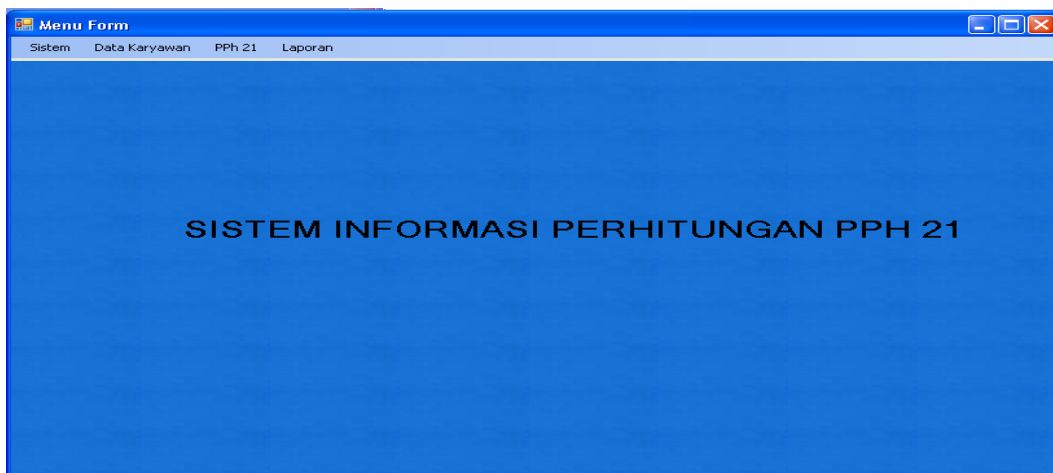 Menu Form
Sistem Data Karyawan PPh 21 Laporan
SISTEM INFORMASI PERHITUNGAN PPH 21